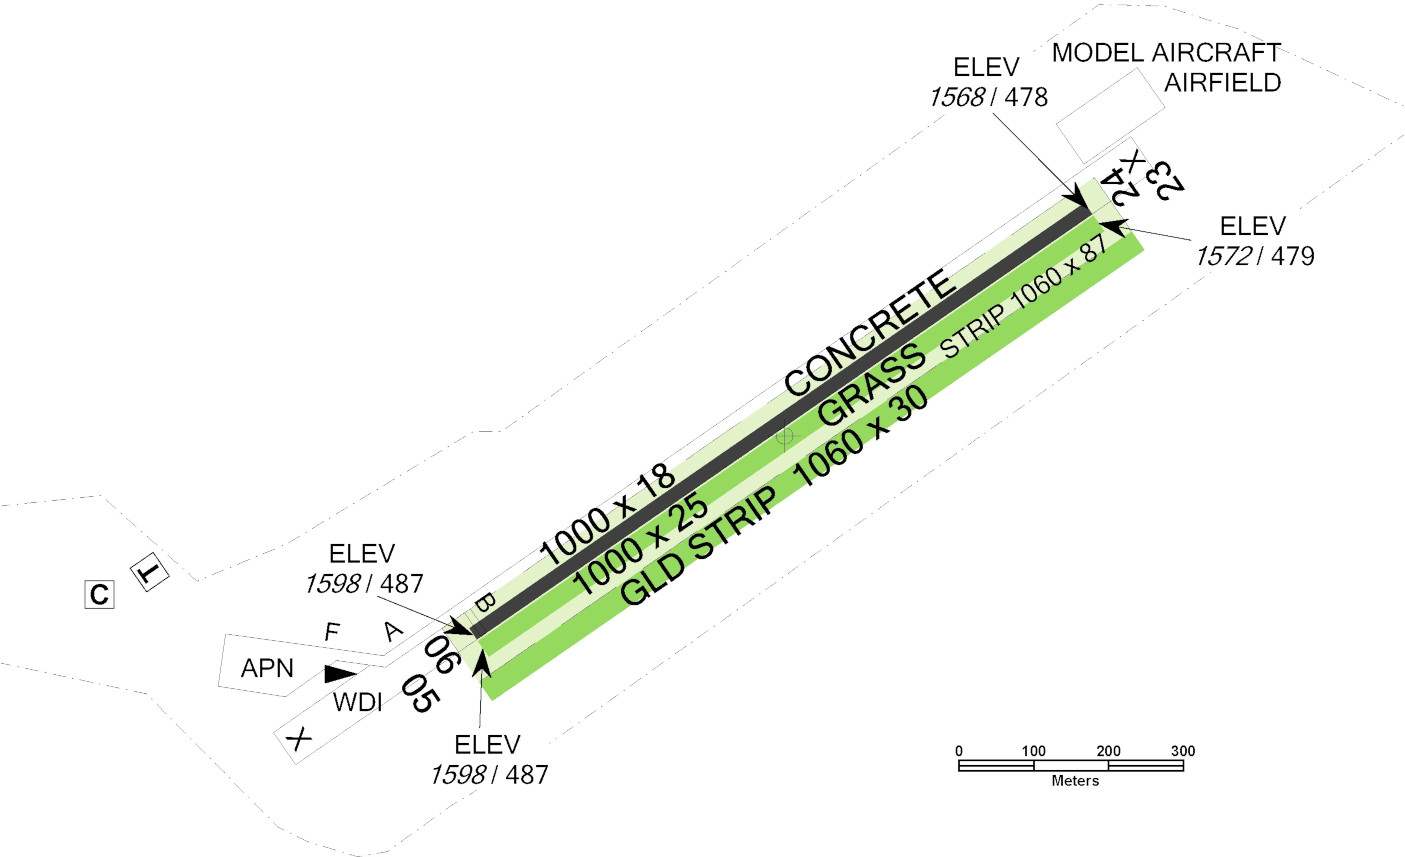 MODEL AIRCRAFT
AIRFIELD
ELEV
1568 / 478
X
24
23
ELEV
1572 / 479
CONCRETE
GRASS
STRIP 1060 x 87
1000 x 18
1000 x 25
GLD STRIP 1060 x 30
ELEV
1598 / 487
T
C
B
F A
APN
06
05
WDI
X
ELEV
1598 / 487
0 100 200 300
Meters